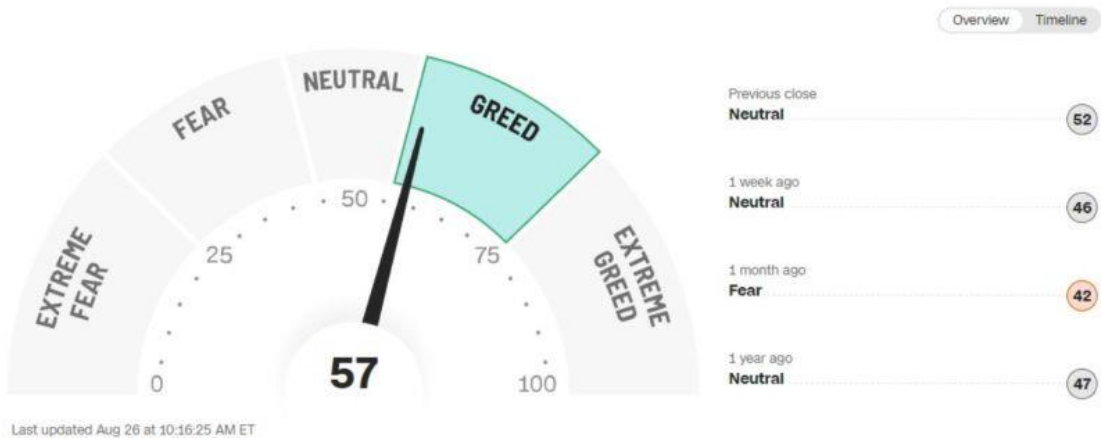 Overview
Timeline
NEUTRAL
FEAR
GREED
EXTREME
FEAR
EXTREME
GREED
0
25
50
75
100
57
Previous close
Neutral
52
1 week ago
Neutral
46
1 month ago
Fear
42
1 year ago
Neutral
47
Last updated Aug 26 at 10:16:25 AM ET